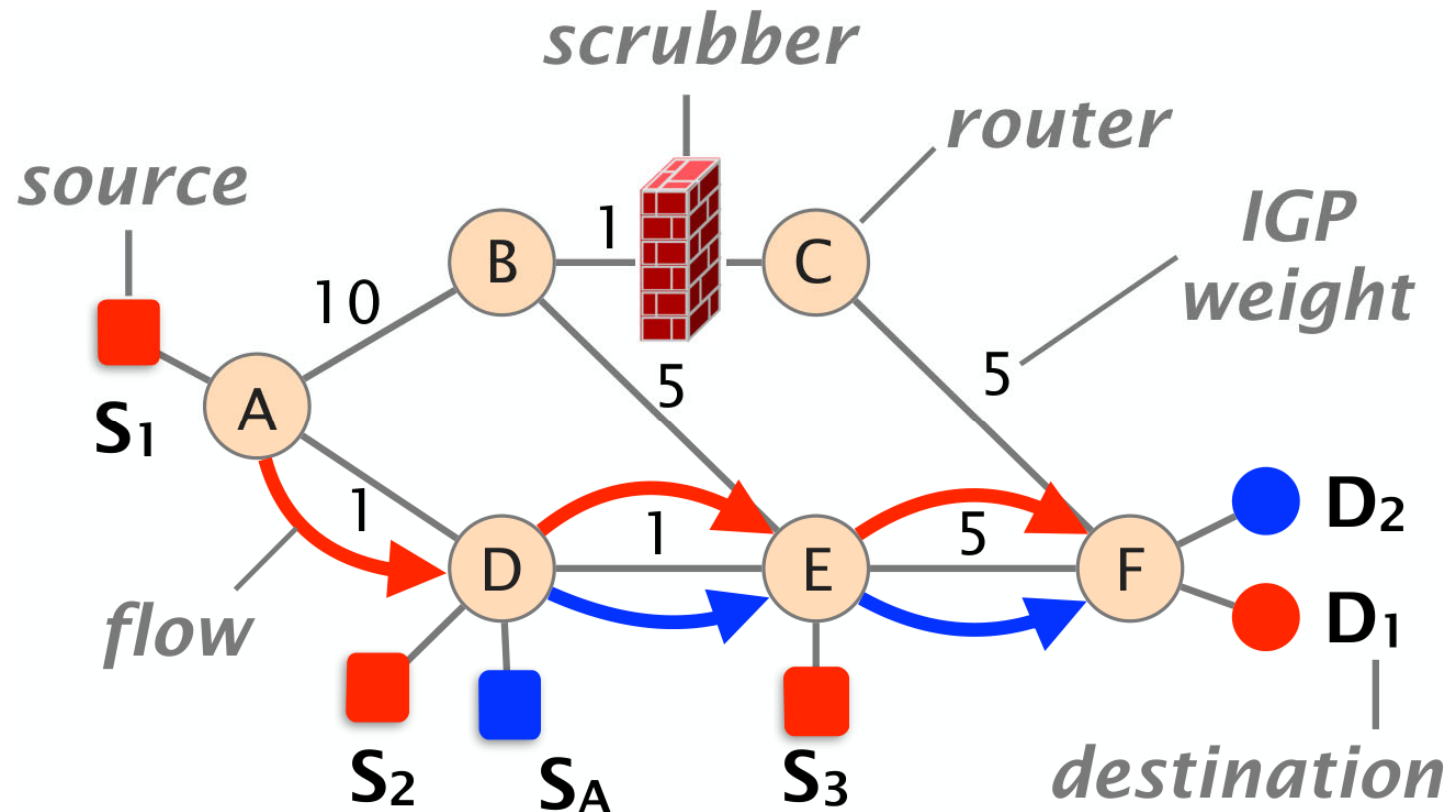 scrubber
router
source
IGP
weight
1
B
C
10
5
5
S1
A
1
D2
1
5
D
E
F
D1
flow
S2
SA
S3
destination